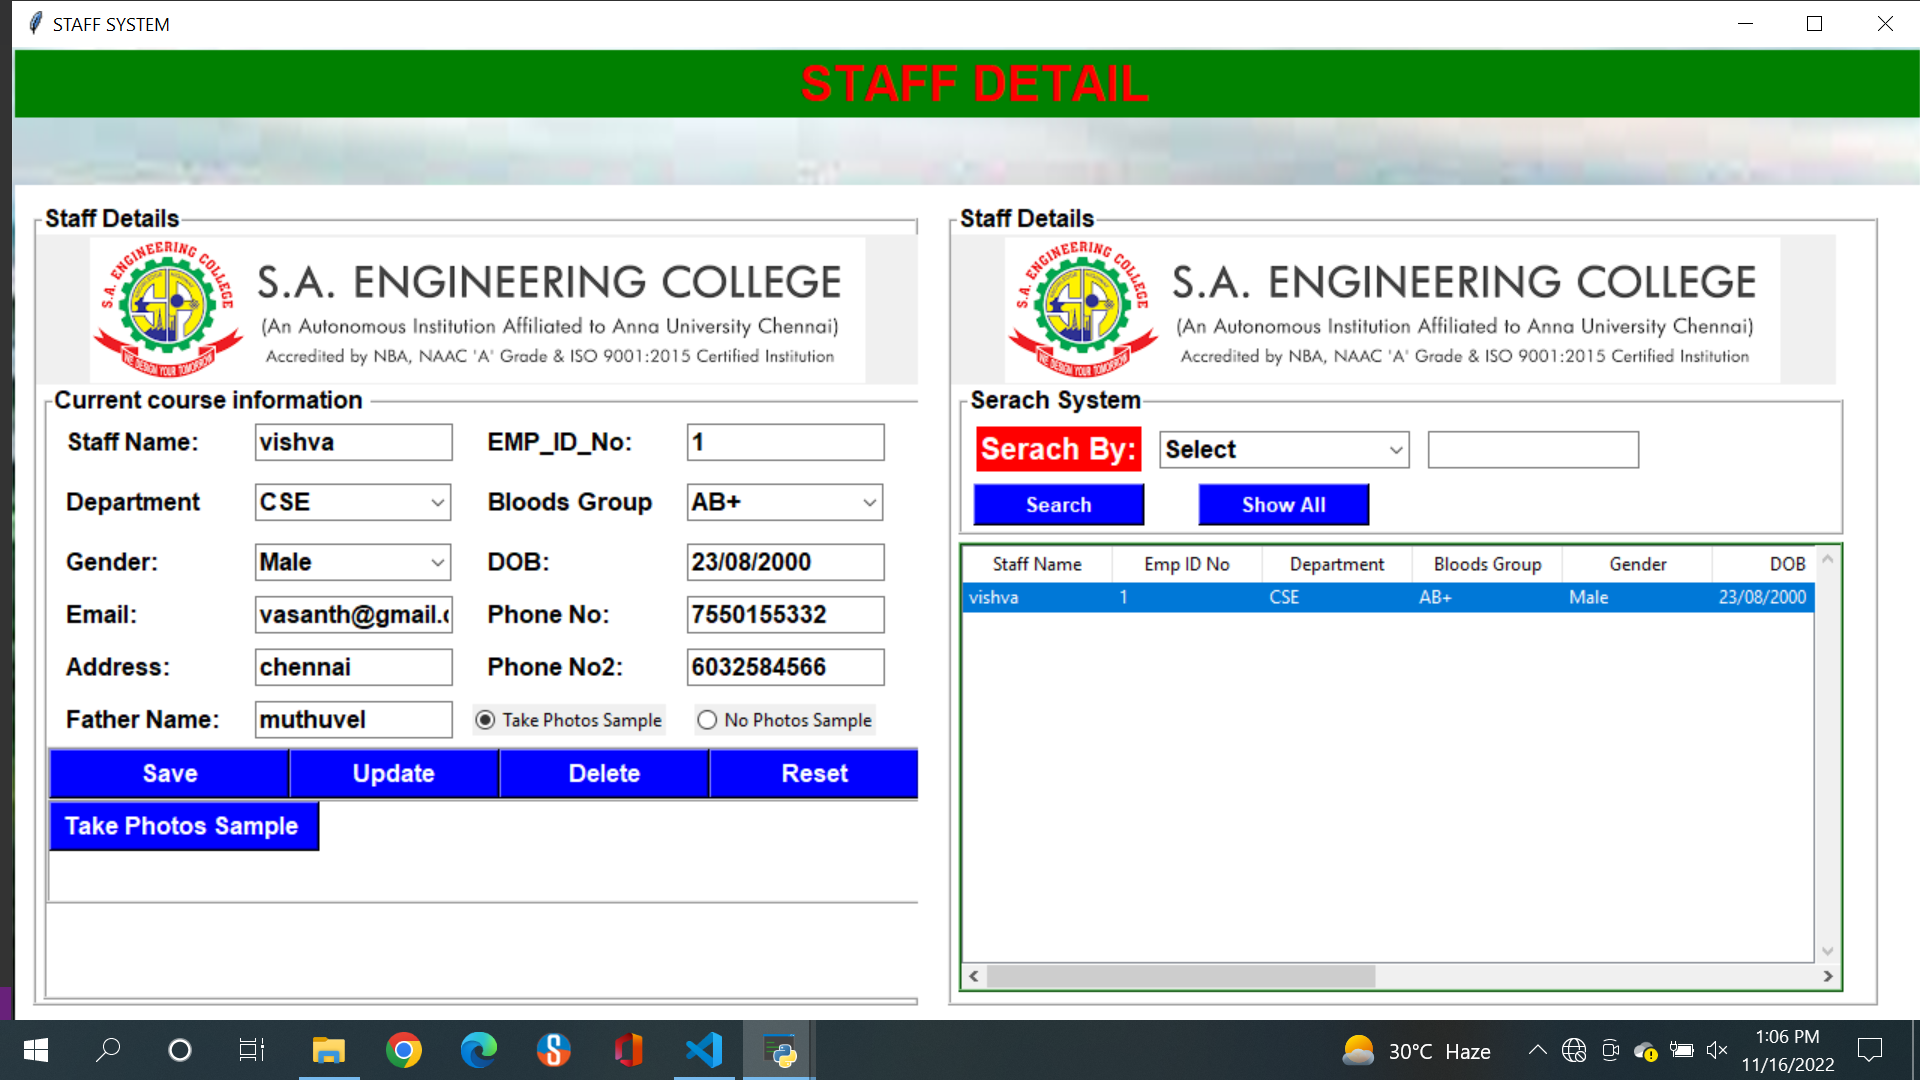 STAFF SYSTEM
STAFF DETAIL
Staff Details
S.A. ENGINEERING COLLEGE
WE DESIGN YOUR TOMORROW
S.A. ENGINEERING COLLEGE
(An Autonomous Institution Affiliated to Anna University Chennai)
Accredited by NBA, NAAC 'A' Grade & ISO 9001:2015 Certified Institution
Current course information
Staff Name: vishva EMP_ID_No: 1
Department CSE Bloods Group AB+
Gender: Male DOB: 23/08/2000
Email: vasanth@gmail.c Phone No: 7550155332
Address: chennai Phone No2: 6032584566
Father Name: muthuvel Take Photos Sample No Photos Sample
Save Update Delete Reset
Take Photos Sample
Staff Details
S.A. ENGINEERING COLLEGE
WE DESIGN YOUR TOMORROW
S.A. ENGINEERING COLLEGE
(An Autonomous Institution Affiliated to Anna University Chennai)
Accredited by NBA, NAAC 'A' Grade & ISO 9001:2015 Certified Institution
Serach System
Serach By: Select
Search Show All
Staff Name Emp ID No Department Bloods Group Gender DOB
vishva 1 CSE AB+ Male 23/08/2000
30°C Haze
1:06 PM
11/16/2022